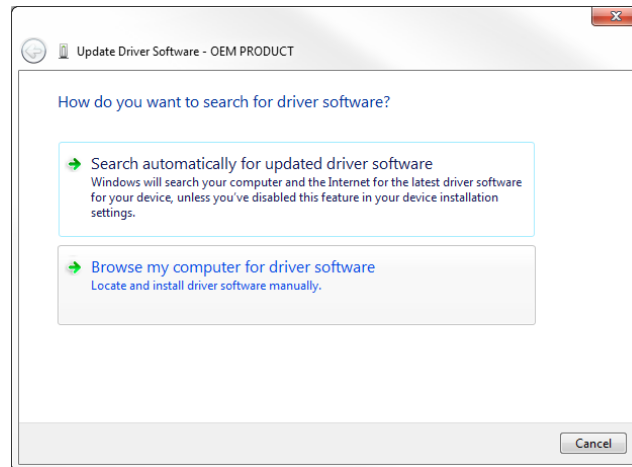 Update Driver Software - OEM PRODUCT
How do you want to search for driver software?
Search automatically for updated driver software
Windows will search your computer and the Internet for the latest driver software
for your device, unless you've disabled this feature in your device installation
settings.
Browse my computer for driver software
Locate and install driver software manually.
Cancel